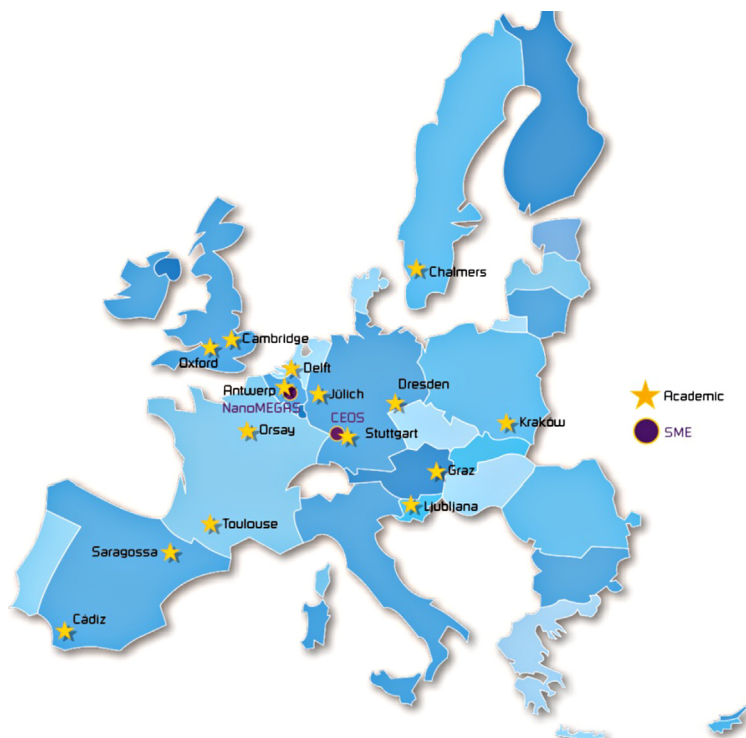 Chalmers
Cambridge
Oxford
Delft
Antwerp
Jülich
Dresden
Academic
NanoMEGAS
CEOS
Kraków
SME
Orsay
Stuttgart
Graz
Ljubljana
Toulouse
Saragossa
Cádiz